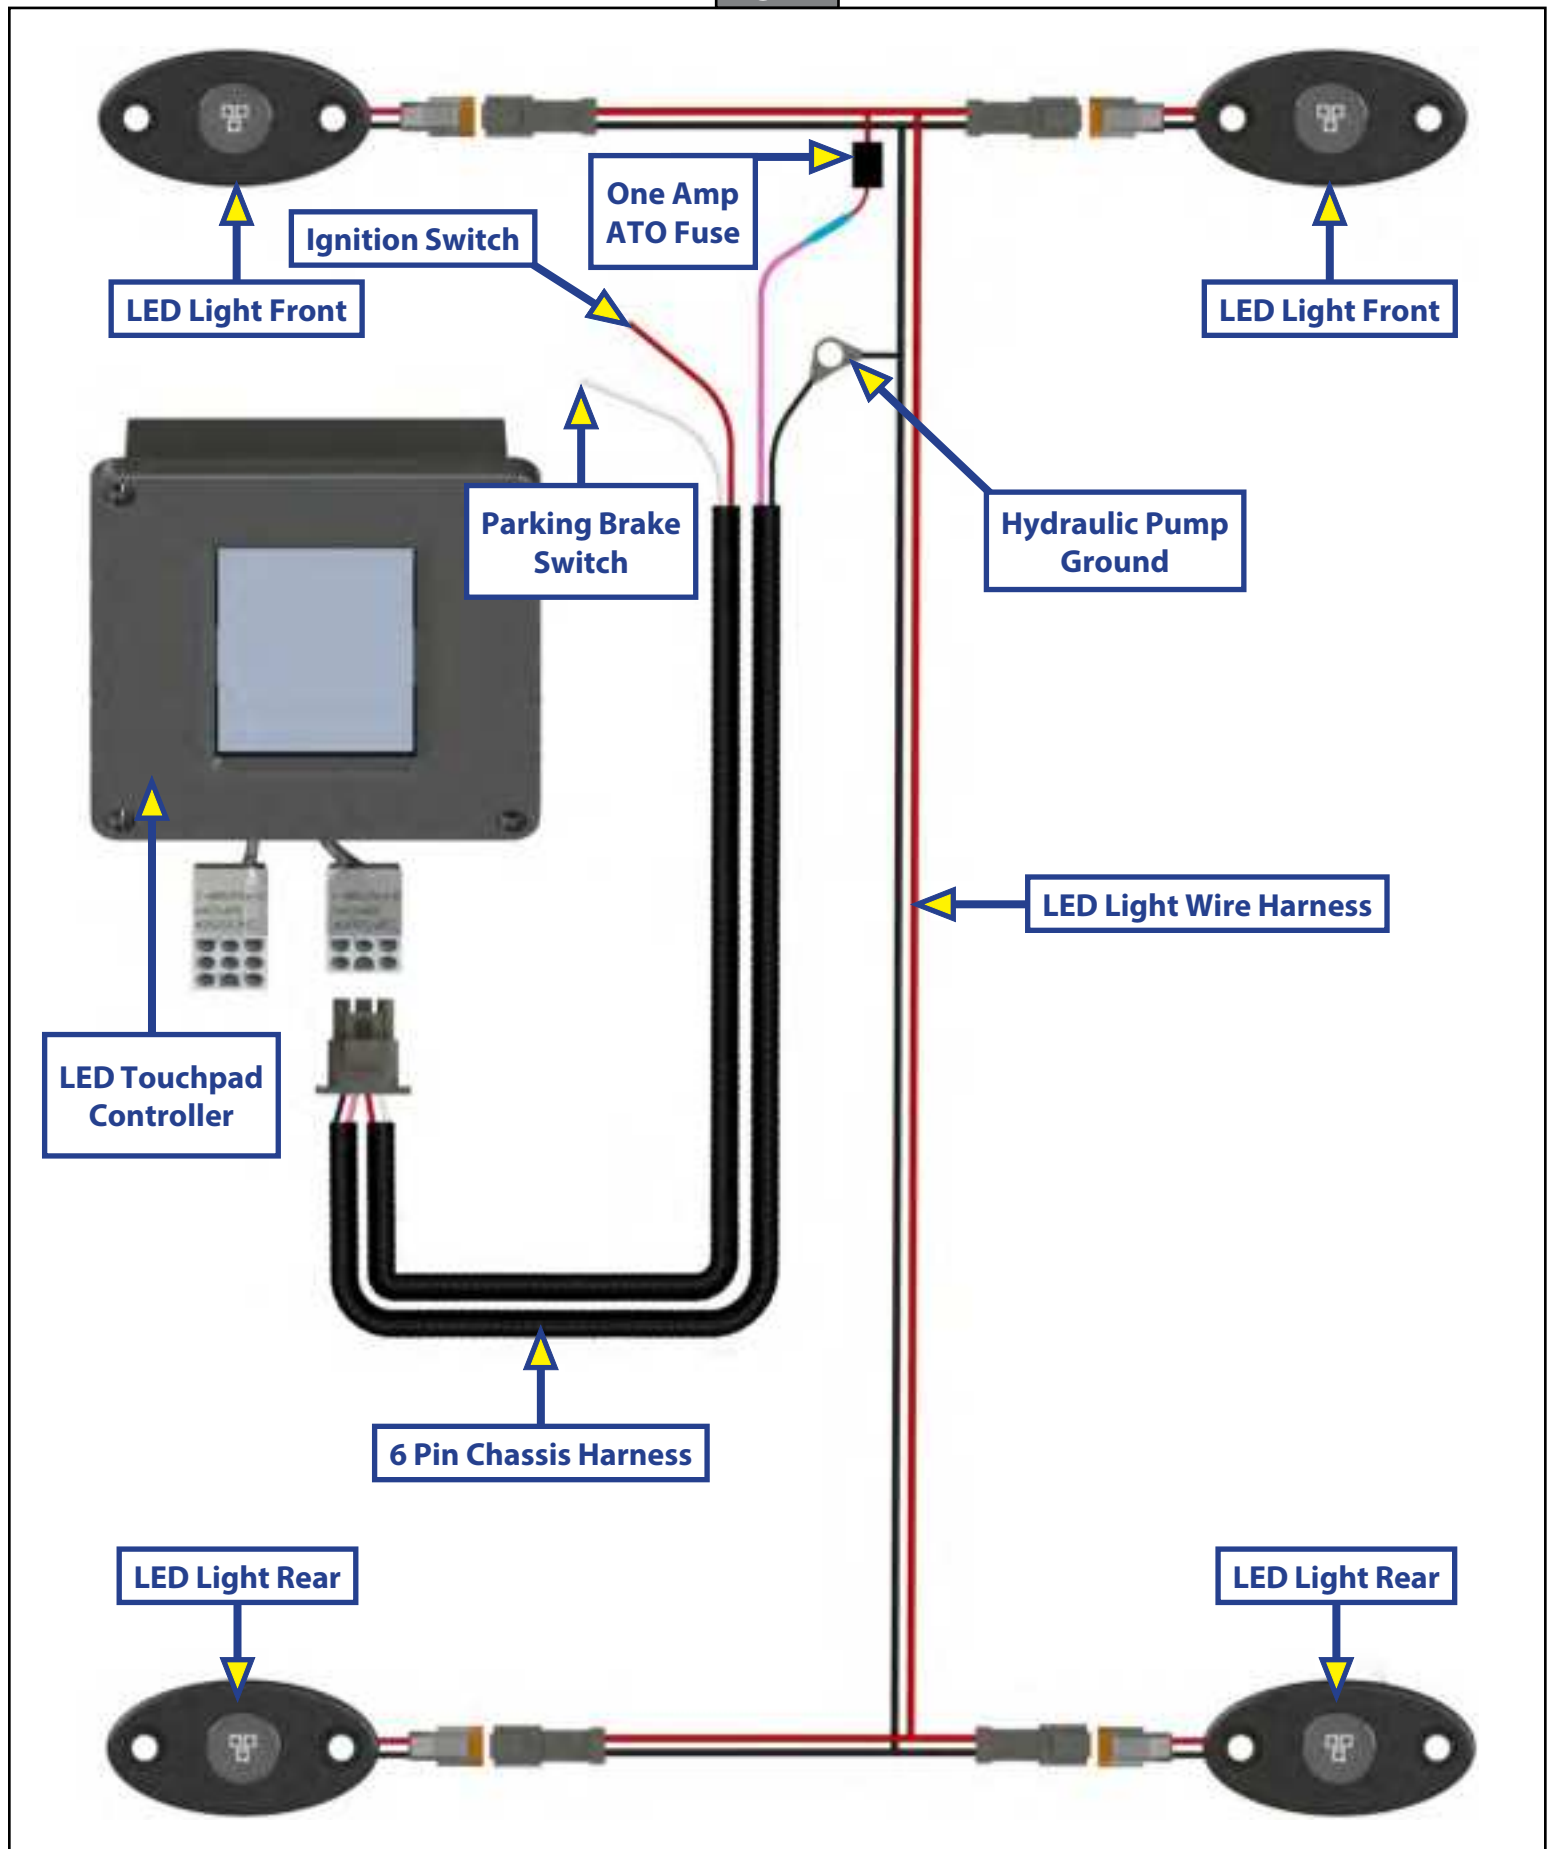 One Amp
ATO Fuse
Ignition Switch
LED Light Front
LED Light Front
Parking Brake
Switch
Hydraulic Pump
Ground
LED Light Wire Harness
LED Touchpad
Controller
6 Pin Chassis Harness
LED Light Rear
LED Light Rear